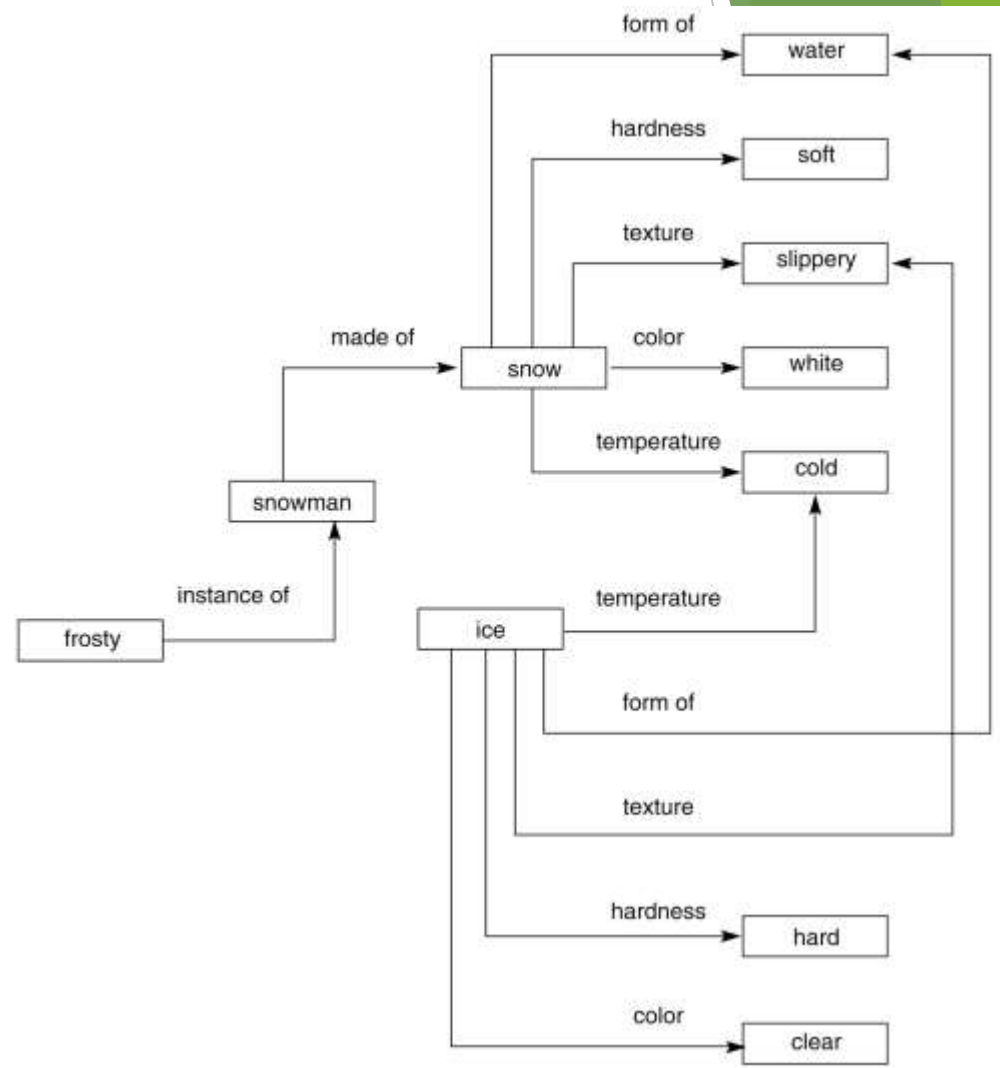 form of
water
hardness
soft
texture
slippery
made of
color
snow
white
temperature
cold
snowman
instance of
temperature
frosty
ice
form of
texture
hardness
hard
color
clear